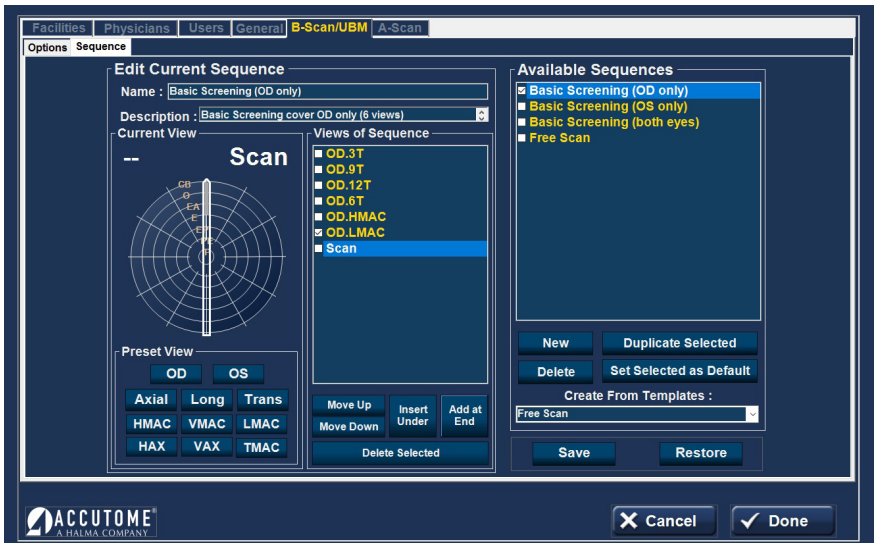 Facilities Physicians Users General B-Scan/UBM A-Scan
Options Sequence
Edit Current Sequence
Name : Basic Screening (OD only)
Description : Basic Screening cover OD only (6 views)
Current View
-- Scan
CB
O
EA
E
EP
PE
P
Preset View
OD OS
Axial Long Trans
HMAC VMAC LMAC
HAX VAX TMAC
Views of Sequence
OD.3T
OD.9T
OD.12T
OD.6T
OD.HMAC
OD.LMAC
Scan
Move Up
Move Down
Insert
Under
Add at
End
Delete Selected
Available Sequences
Basic Screening (OD only)
Basic Screening (OS only)
Basic Screening (both eyes)
Free Scan
New Duplicate Selected
Delete Set Selected as Default
Create From Templates :
Free Scan
Save Restore
ACCUTOME®
A HALMA COMPANY
Cancel Done